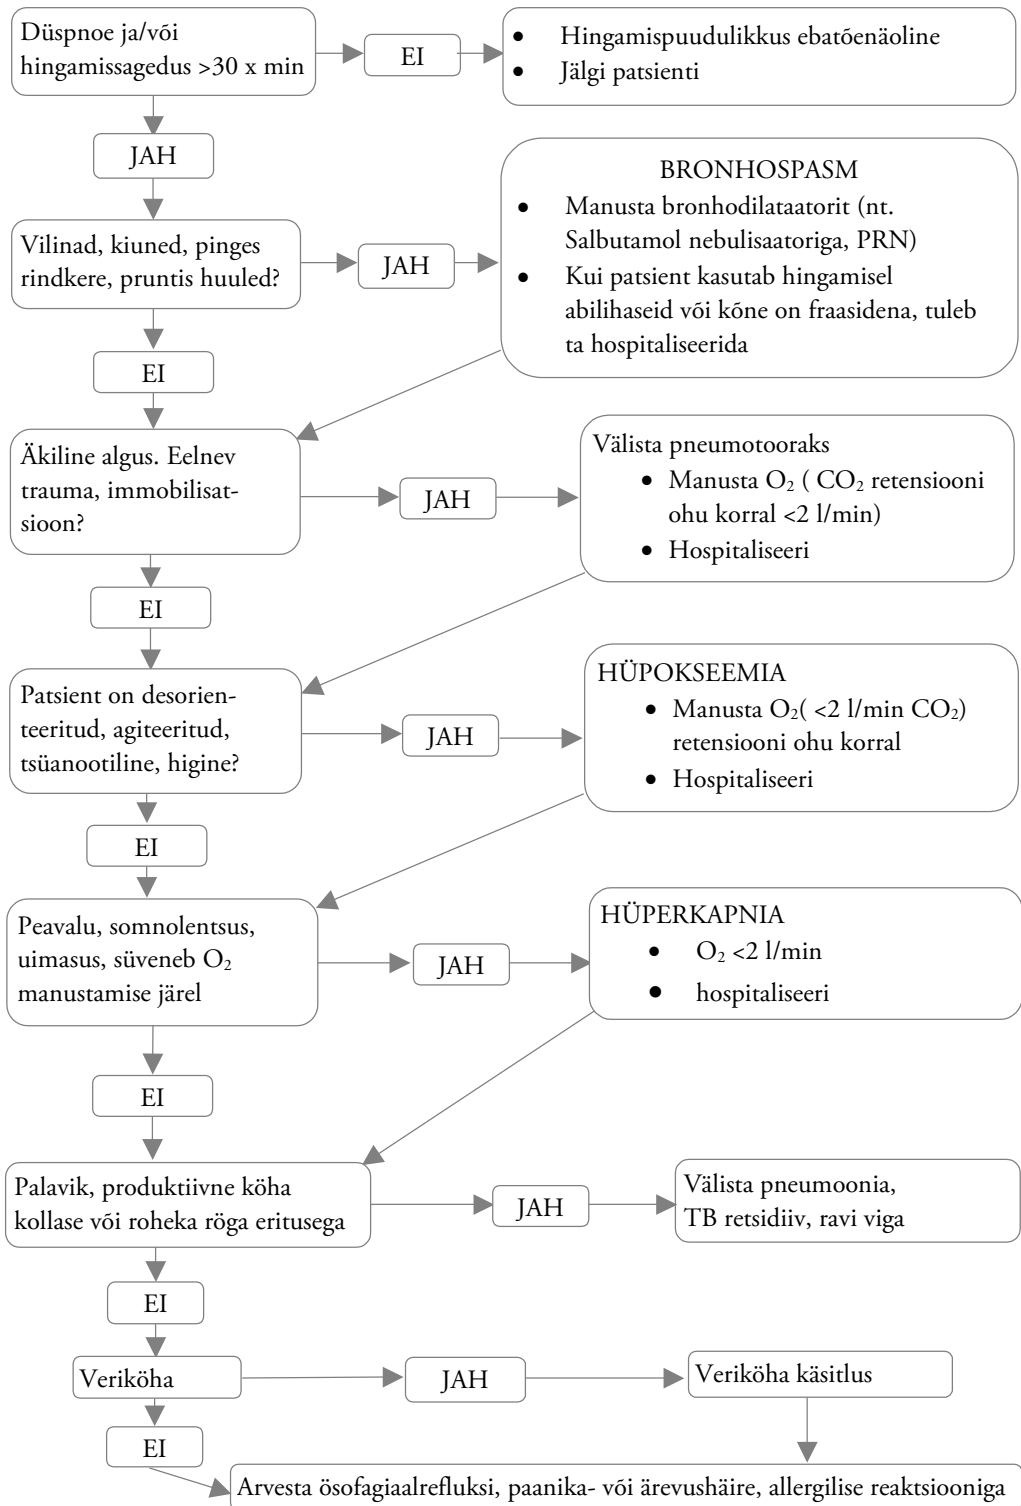 Düspnoe ja/või
hingamissagedus >30 x min
EI
• Hingamispuudulikkus ebatõenäoline
• Jälgi patsienti
JAH
Vilinad, kiuned, pinges
rindkere, pruntis huuled?
JAH
BRONHOSPASM
• Manusta bronhodilataatorit (nt.
Salbutamol nebulisaatoriga, PRN)
• Kui patsient kasutab hingamisel
abilihaseid või kõne on fraasidena, tuleb
ta hospitaliseerida
EI
Äkiline algus. Eelnev
trauma, immobilisat-
sioon?
JAH
Välista pneumotooraks
• Manusta O₂ ( CO₂ retensiooni
ohu korral <2 l/min)
• Hospitaliseeri
EI
Patsient on desorien-
teeritud, agiteeritud,
tsüanootiline, higine?
JAH
HÜPOKSEEMIA
• Manusta O₂( <2 l/min CO₂)
retensiooni ohu korral
• Hospitaliseeri
EI
Peavalu, somnolentsus,
uimasus, süveneb O₂
manustamise järel
JAH
HÜPERKAPNIA
• O₂ <2 l/min
• hospitaliseeri
EI
Palavik, produktiivne köha
kollase või roheka röga eritusega
JAH
Välista pneumoonia,
TB retsidiiv, ravi viga
EI
Veriköha
JAH
Veriköha käsitlus
EI
Arvesta ösofagiaalrefluksi, paanika- või ärevushäire, allergilise reaktsiooniga